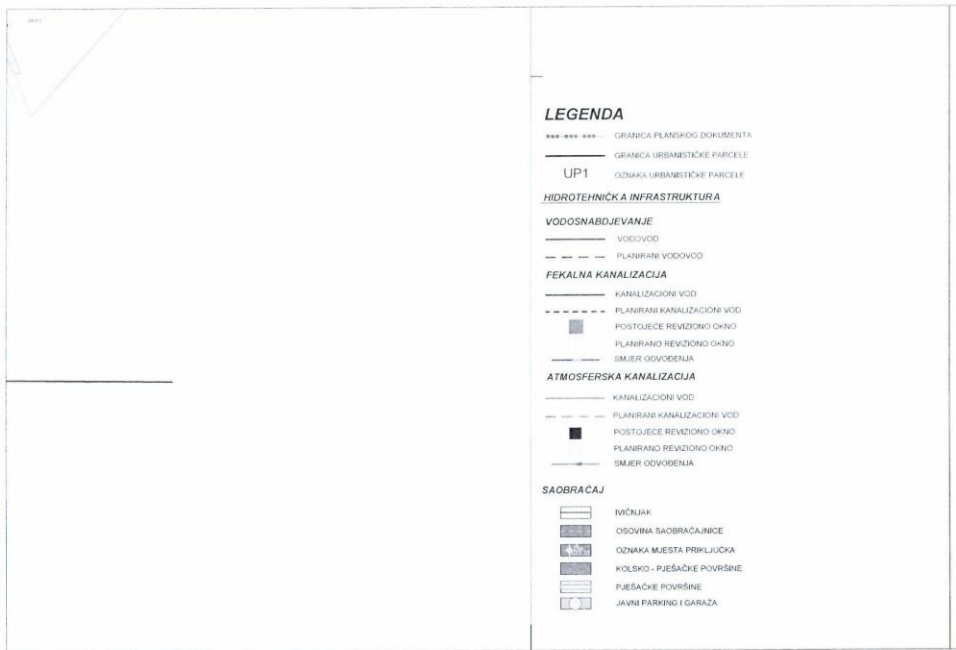 LEGENDA
GRANICA PLANSKOG DOKUMENTA
GRANICA URBANISTIČKE PARCELE
UP1 OZNAKA URBANISTIČKE PARCELE
HIDROTEHNIČKA INFRASTRUKTURA
VODOSNABDJEVANJE
VODOVOD
PLANIRANI VODOVOD
FEKALNA KANALIZACIJA
KANALIZACIONI VOD
PLANIRANI KANALIZACIONI VOD
POSTOJEĆE REVIZIONO OKNO
PLANIRANO REVIZIONO OKNO
SMJER ODVOĐENJA
ATMOSFERSKA KANALIZACIJA
KANALIZACIONI VOD
PLANIRANI KANALIZACIONI VOD
POSTOJEĆE REVIZIONO OKNO
PLANIRANO REVIZIONO OKNO
SMJER ODVOĐENJA
SAOBRAĆAJ
IVIČNJAK
OSOVINA SAOBRAĆAJNICE
OZNAKA MJESTA PRIKLJUČKA
KOLSKO - PJEŠAČKE POVRŠINE
PJEŠAČKE POVRŠINE
JAVNI PARKING I GARAŽA